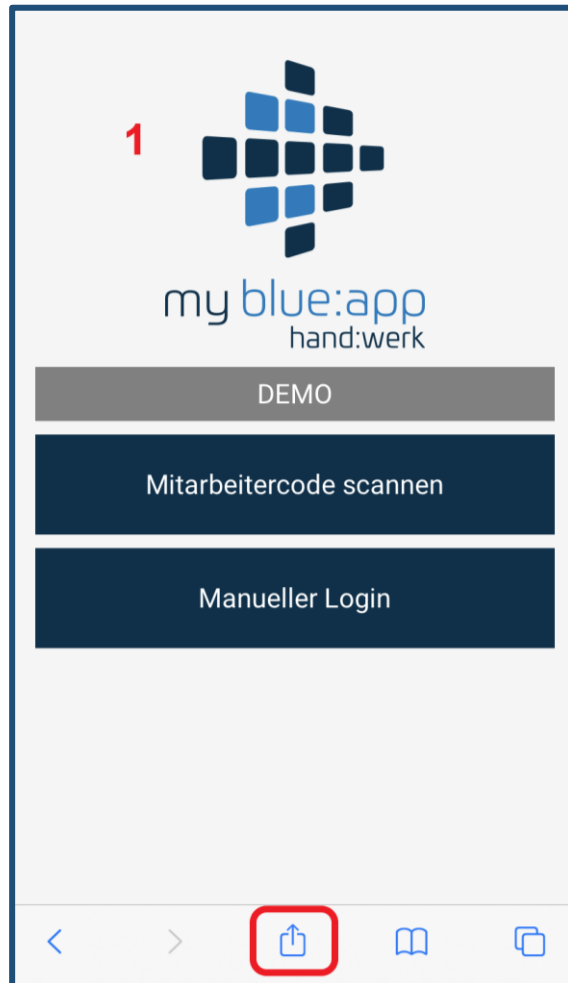 1
my blue:app
hand:werk
DEMO
Mitarbeitercode scannen
Manueller Login